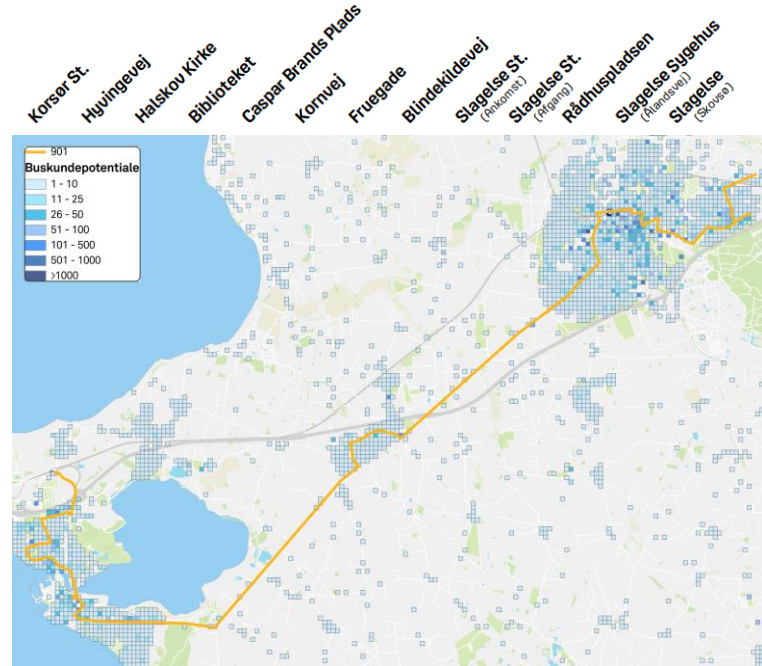 Korsør St.
Hyvingevej
Halskov Kirke
Biblioteket
Caspar Brands Plads
Kornvej
Fruegade
Blindekildevej
Slagelse St.
(Ankomst)
Slagelse St.
(Afgang)
Rådhuspladsen
Slagelse Sygehus
(Ålandsvej)
Slagelse
(Skovsø)
901
Buskundepotentiale
1 - 10
11 - 25
26 - 50
51 - 100
101 - 500
501 - 1000
>1000